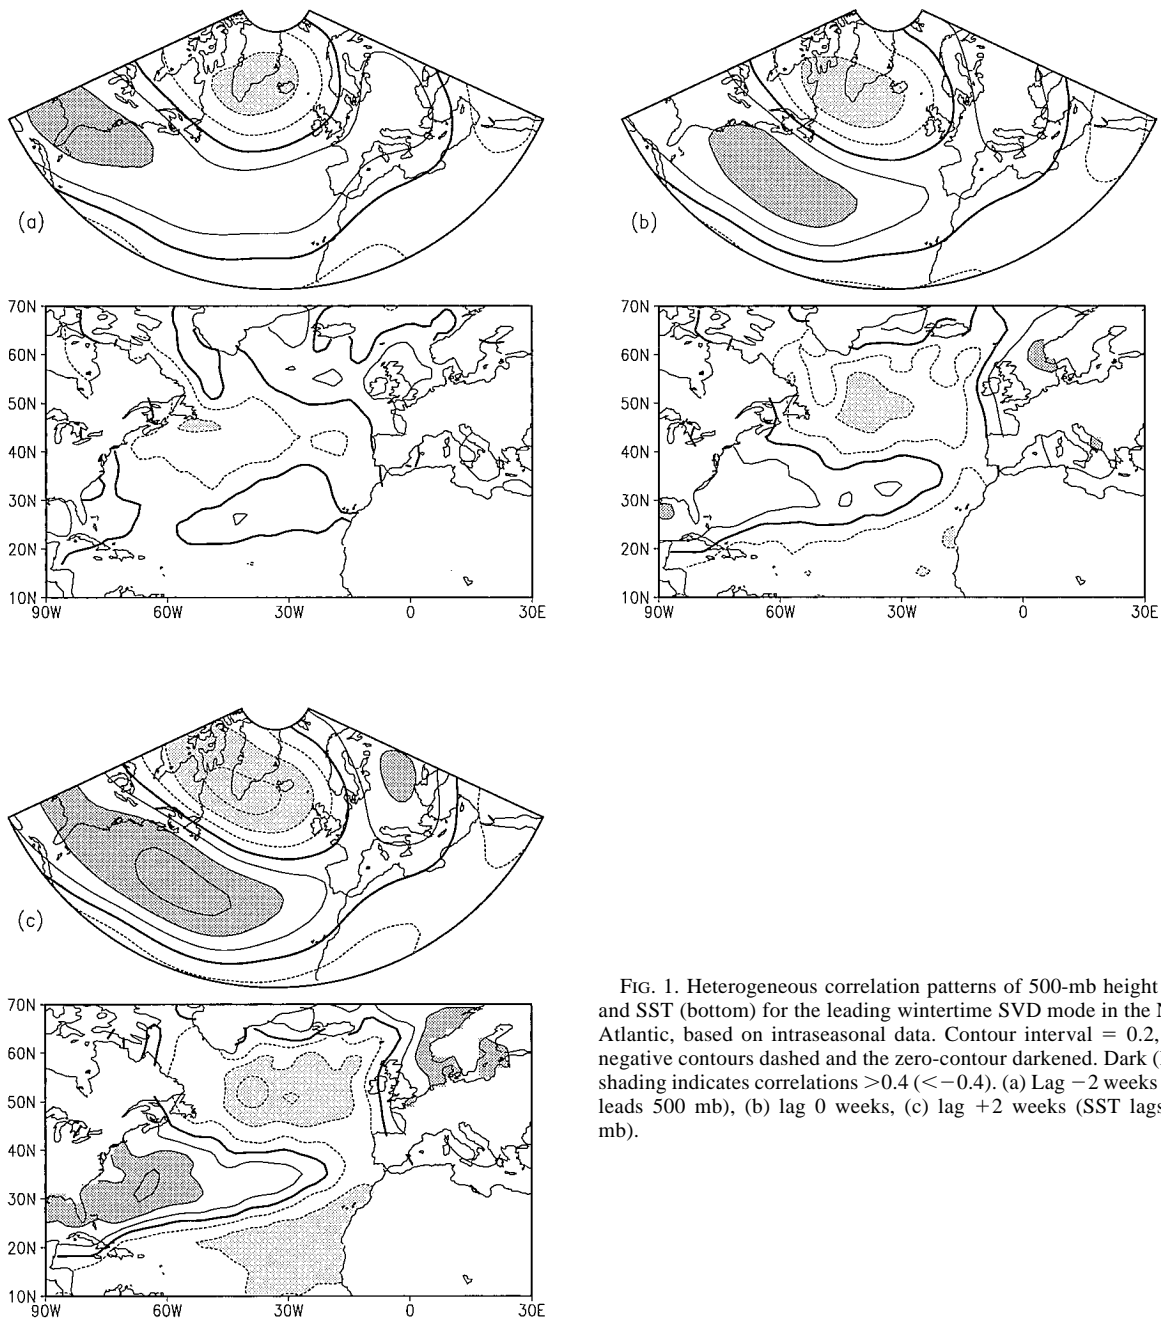 (a)
(b)
70N
60N
50N
40N
30N
20N
10N
90W 60W 30W 0 30E
70N
60N
50N
40N
30N
20N
10N
90W 60W 30W 0 30E
(c)
70N
60N
50N
40N
30N
20N
10N
90W 60W 30W 0 30E
FIG. 1. Heterogeneous correlation patterns of 500-mb height
and SST (bottom) for the leading wintertime SVD mode in the
Atlantic, based on intraseasonal data. Contour interval = 0.2,
negative contours dashed and the zero-contour darkened. Dark (
shading indicates correlations >0.4 (<−0.4). (a) Lag −2 weeks
leads 500 mb), (b) lag 0 weeks, (c) lag +2 weeks (SST lags
mb).